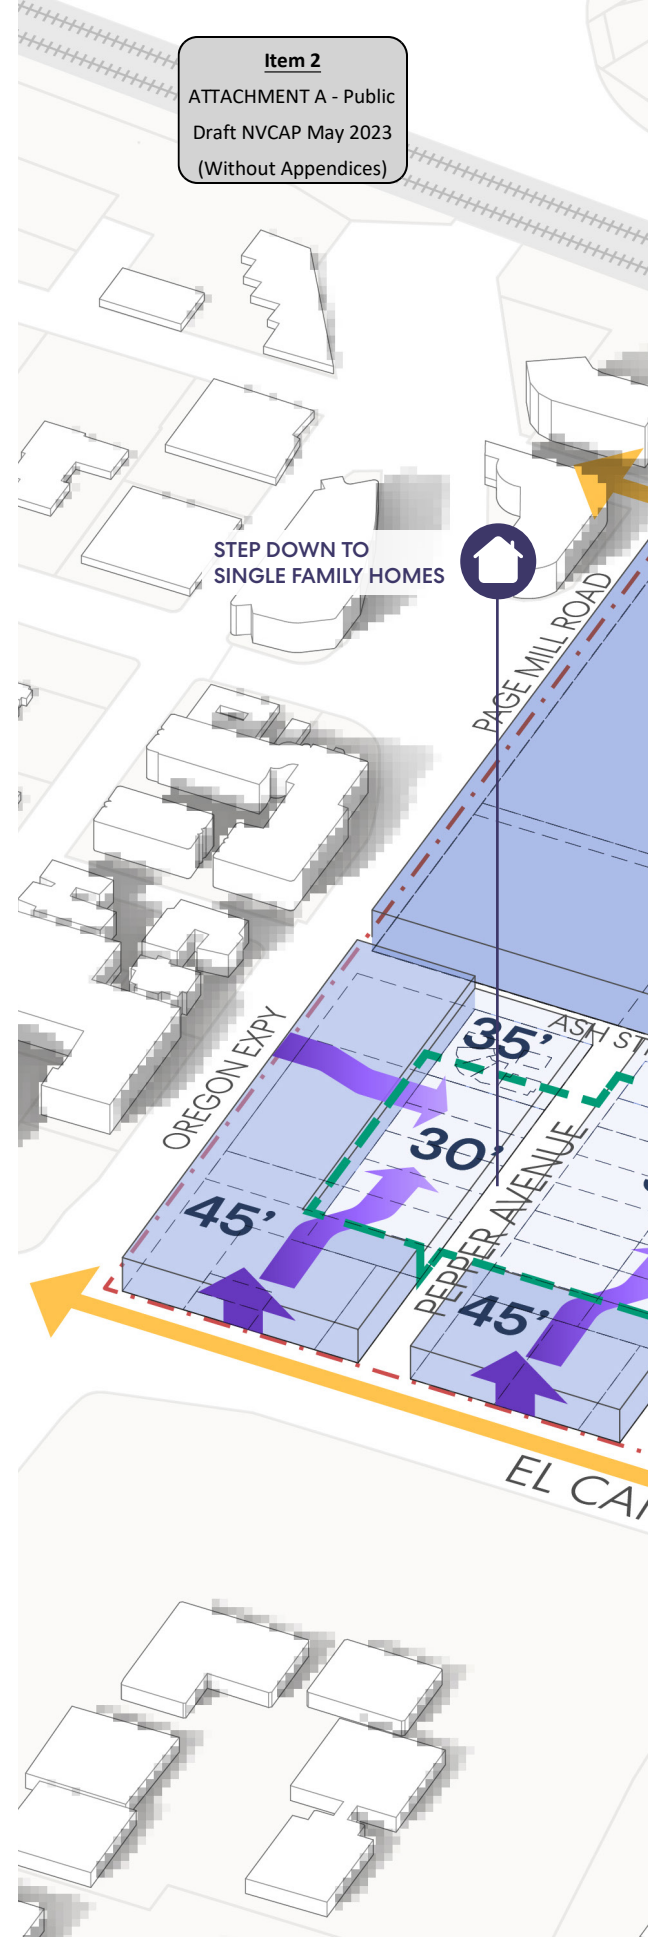 Item 2
ATTACHMENT A - Public
Draft NVCAP May 2023
(Without Appendices)
STEP DOWN TO
SINGLE FAMILY HOMES
PAGE MILL ROAD
ASH ST
35’
OREGON EXPY
30’
PEPPER AVENUE
45’
45’
EL CA